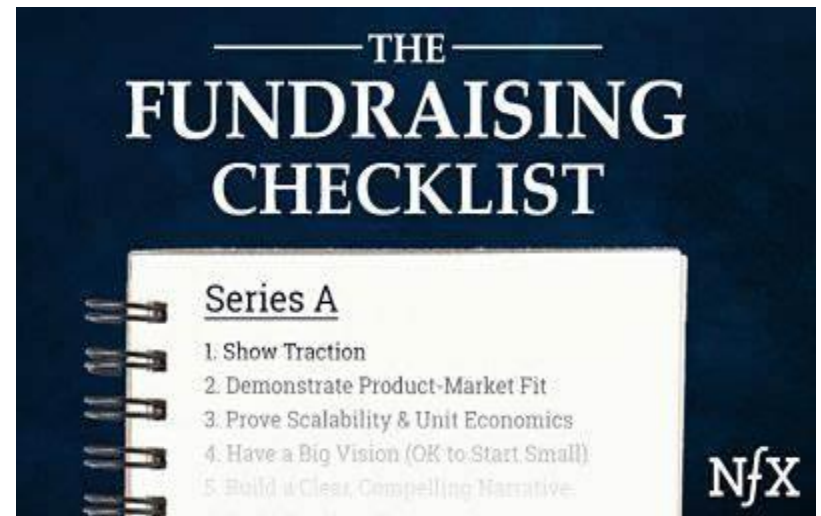 THE
FUNDRAISING
CHECKLIST
Series A
1. Show Traction
2. Demonstrate Product-Market Fit
3. Prove Scalability & Unit Economics
4. Have a Big Vision (OK to Start Small)
5. Build a Clear, Compelling Narrative
NfX